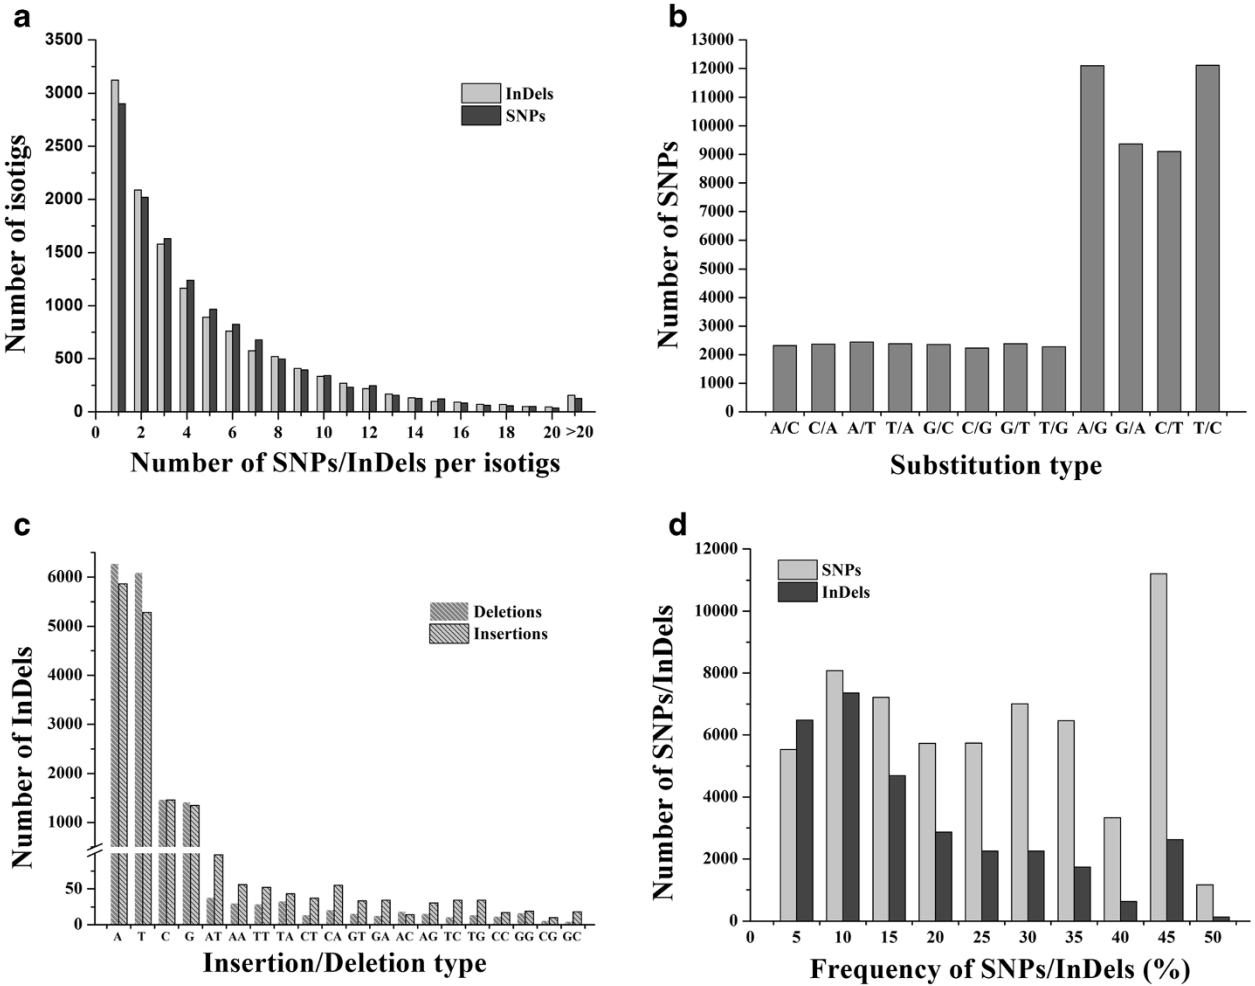 a
3500
3000
2500
2000
1500
1000
500
0
Number of isotigs
InDels
SNPs
0 2 4 6 8 10 12 14 16 18 20 >20
Number of SNPs/InDels per isotigs
b
13000
12000
11000
10000
9000
8000
7000
6000
5000
4000
3000
2000
1000
0
Number of SNPs
A/C C/A A/T T/A G/C C/G G/T T/G A/G G/A C/T T/C
Substitution type
c
6000
5000
4000
3000
2000
1000
50
0
Number of InDels
Deletions
Insertions
A T C G AT AA TT TA CT CA GT GA AC AG TC TG CC GG CG GC
Insertion/Deletion type
d
12000
10000
8000
6000
4000
2000
0
Number of SNPs/InDels
SNPs
InDels
0 5 10 15 20 25 30 35 40 45 50
Frequency of SNPs/InDels (%)